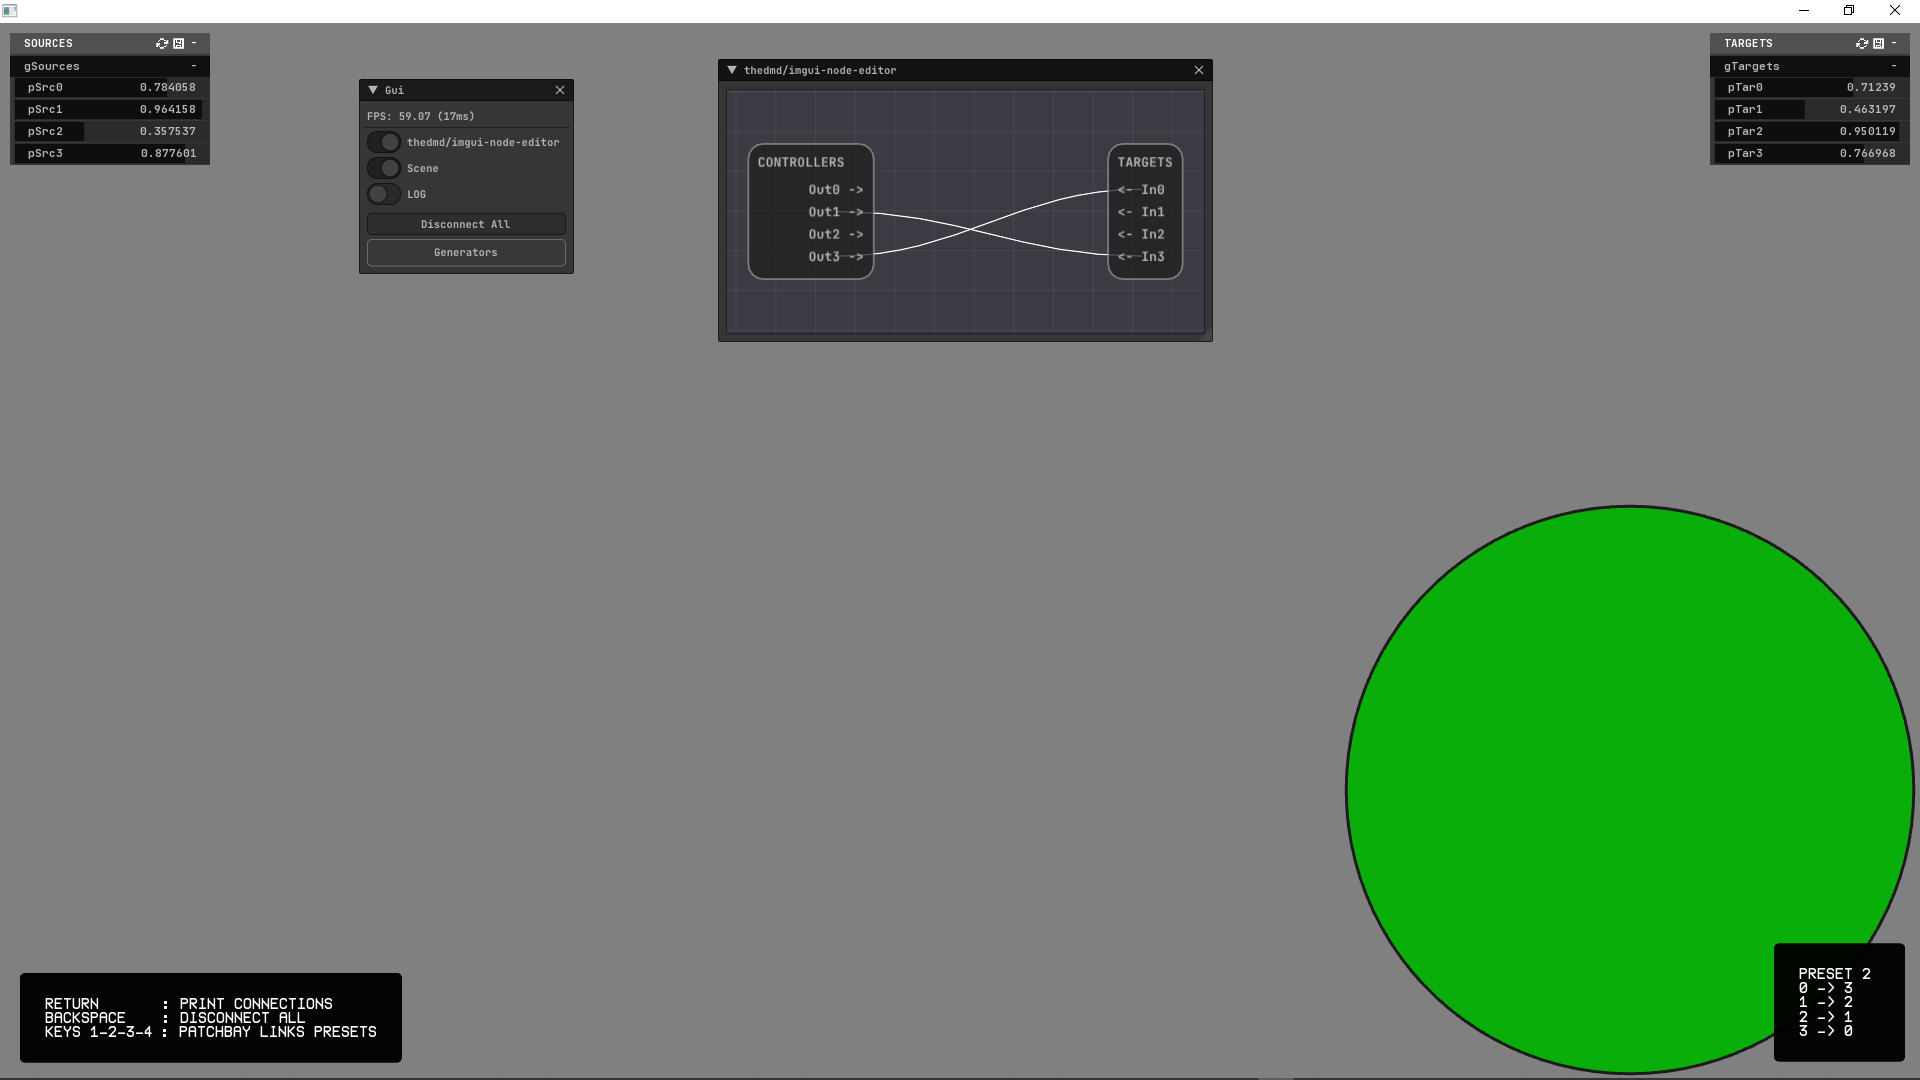 SOURCES -
gSources -
pSrc0 0.784058
pSrc1 0.964158
pSrc2 0.357537
pSrc3 0.877601
Gui
FPS: 59.07 (17ms)
thedmd/imgui-node-editor
Scene
LOG
Disconnect All
Generators
thedmd/imgui-node-editor
CONTROLLERS
Out0 ->
Out1 ->
Out2 ->
Out3 ->
TARGETS
<- In0
<- In1
<- In2
<- In3
TARGETS -
gTargets -
pTar0 0.71239
pTar1 0.463197
pTar2 0.950119
pTar3 0.766968
RETURN : PRINT CONNECTIONS
BACKSPACE : DISCONNECT ALL
KEYS 1-2-3-4 : PATCHBAY LINKS PRESETS
PRESET 2
0 -> 3
1 -> 2
2 -> 1
3 -> 0